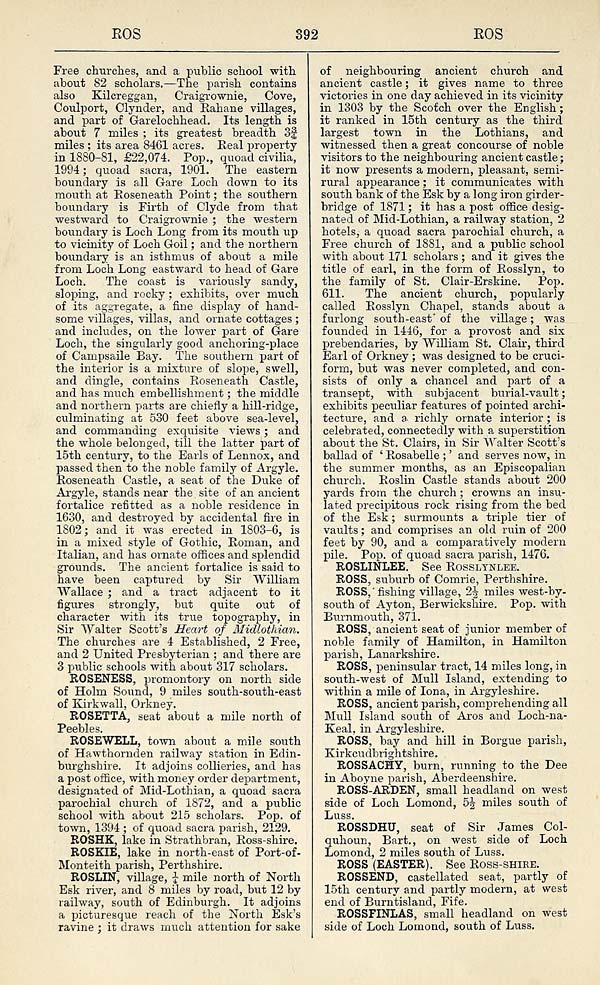 ROS 392 ROS
Free churches, and a public school with
about 82 scholars.—The parish contains
also Kilcreggan, Craigrownie, Cove,
Coulport, Clynder, and Rahane villages,
and part of Garelochhead. Its length is
about 7 miles ; its greatest breadth 3¾
miles ; its area 8461 acres. Real property
in 1880-81, £22,074. Pop., quoad civilia,
1994 ; quoad sacra, 1901. The eastern
boundary is all Gare Loch down to its
mouth at Roseneath Point ; the southern
boundary is Firth of Clyde from that
westward to Craigrownie ; the western
boundary is Loch Long from its mouth up
to vicinity of Loch Goil ; and the northern
boundary is an isthmus of about a mile
from Loch Long eastward to head of Gare
Loch. The coast is variously sandy,
sloping, and rocky ; exhibits, over much
of its aggregate, a fine display of hand-
some villages, villas, and ornate cottages ;
and includes, on the lower part of Gare
Loch, the singularly good anchoring-place
of Campsaile Bay. The southern part of
the interior is a mixture of slope, swell,
and dingle, contains Roseneath Castle,
and has much embellishment ; the middle
and northern parts are chiefly a hill-ridge,
culminating at 530 feet above sea-level,
and commanding exquisite views ; and
the whole belonged, till the latter part of
15th century, to the Earls of Lennox, and
passed then to the noble family of Argyle.
Roseneath Castle, a seat of the Duke of
Argyle, stands near the site of an ancient
fortalice refitted as a noble residence in
1630, and destroyed by accidental fire in
1802 ; and it was erected in 1803-6, is
in a mixed style of Gothic, Roman, and
Italian, and has ornate offices and splendid
grounds. The ancient fortalice is said to
have been captured by Sir William
Wallace ; and a tract adjacent to it
figures strongly, but quite out of
character with its true topography, in
Sir Walter Scott's Heart of Midlothian.
The churches are 4 Established, 2 Free,
and 2 United Presbyterian ; and there are
3 public schools with about 317 scholars.
ROSENESS, promontory on north side
of Holm Sound, 9 miles south-south-east
of Kirkwall, Orkney.
ROSETTA, seat about a mile north of
Peebles.
ROSEWELL, town about a mile south
of Hawthornden railway station in Edin-
burghshire. It adjoins collieries, and has
a post office, with money order department,
designated of Mid-Lothian, a quoad sacra
parochial church of 1872, and a public
school with about 215 scholars. Pop. of
town, 1394 ; of quoad sacra parish, 2129.
ROSHK, lake in Strathbran, Ross-shire.
ROSKIE, lake in north-east of Port-of-
Monteith parish, Perthshire.
ROSLIN, village, ¼ mile north of North
Esk river, and 8 miles by road, but 12 by
railway, south of Edinburgh. It adjoins
a picturesque reach of the North Esk's
ravine ; it draws much attention for sake
of neighbouring ancient church and
ancient castle ; it gives name to three
victories in one day achieved in its vicinity
in 1303 by the Scotch over the English ;
it ranked in 15th century as the third
largest town in the Lothians, and
witnessed then a great concourse of noble
visitors to the neighbouring ancient castle ;
it now presents a modern, pleasant, semi-
rural appearance ; it communicates with
south bank of the Esk by a long iron girder-
bridge of 1871 ; it has a post office desig-
nated of Mid-Lothian, a railway station, 2
hotels, a quoad sacra parochial church, a
Free church of 1881, and a public school
with about 171 scholars ; and it gives the
title of earl, in the form of Rosslyn, to
the family of St. Clair-Erskine. Pop.
611. The ancient church, popularly
called Rosslyn Chapel, stands about a
furlong south-east of the village ; was
founded in 1446, for a provost and six
prebendaries, by William St. Clair, third
Earl of Orkney ; was designed to be cruci-
form, but was never completed, and con-
sists of only a chancel and part of a
transept, with subjacent burial-vault ;
exhibits peculiar features of pointed archi-
tecture, and a richly ornate interior ; is
celebrated, connectedly with a superstition
about the St. Clairs, in Sir Walter Scott's
ballad of ' Rosabelle ; ' and serves now, in
the summer months, as an Episcopalian
church. Roslin Castle stands about 200
yards from the church ; crowns an insu-
lated precipitous rock rising from the bed
of the Esk ; surmounts a triple tier of
vaults ; and comprises an old ruin of 200
feet by 90, and a comparatively modern
pile. Pop. of quoad sacra parish, 1476.
ROSLINLEE. See ROSSLYNLEE.
ROSS, suburb of Comrie, Perthshire.
ROSS, fishing village, 2½ miles west-by-
south of Ayton, Berwickshire. Pop. with
Burnmouth, 371.
ROSS, ancient seat of junior member of
noble family of Hamilton, in Hamilton
parish, Lanarkshire.
ROSS, peninsular tract, 14 miles long, in
south-west of Mull Island, extending to
within a mile of Iona, in Argyleshire.
ROSS, ancient parish, comprehending all
Mull Island south of Aros and Loch-na-
Keal, in Argyleshire.
ROSS, bay and hill in Borgue parish,
Kirkcudbrightshire.
ROSSACHY, burn, running to the Dee
in Aboyne parish, Aberdeenshire.
ROSS-ARDEN, small headland on west
side of Loch Lomond, 5½ miles south of
Luss.
ROSSDHU, seat of Sir James Col-
quhoun, Bart., on west side of Loch
Lomond, 2 miles south of Luss.
ROSS (EASTER). See ROSS-SHIRE.
ROSSEND, castellated seat, partly of
15th century and partly modern, at west
end of Burntisland, Fife.
ROSSFINLAS, small headland on west
side of Loch Lomond, south of Luss.